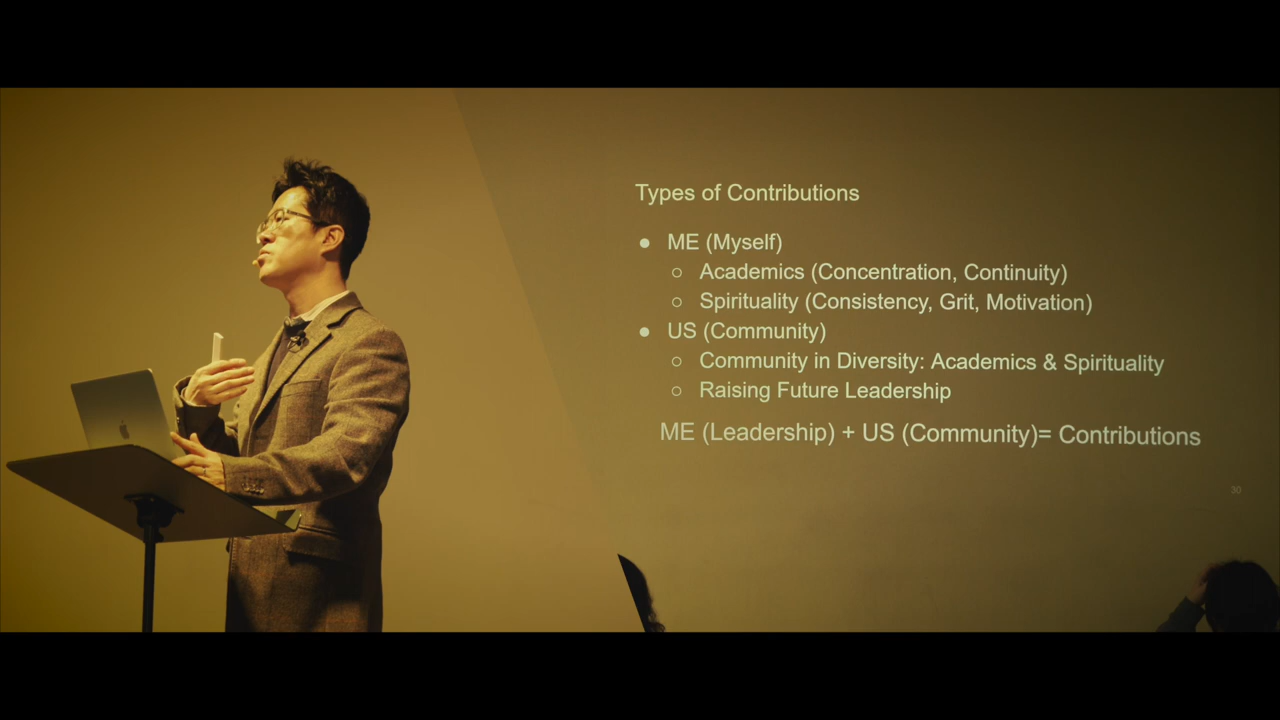 Types of Contributions
● ME (Myself)
○ Academics (Concentration, Continuity)
○ Spirituality (Consistency, Grit, Motivation)
● US (Community)
○ Community in Diversity: Academics & Spirituality
○ Raising Future Leadership
ME (Leadership) + US (Community)= Contributions
30